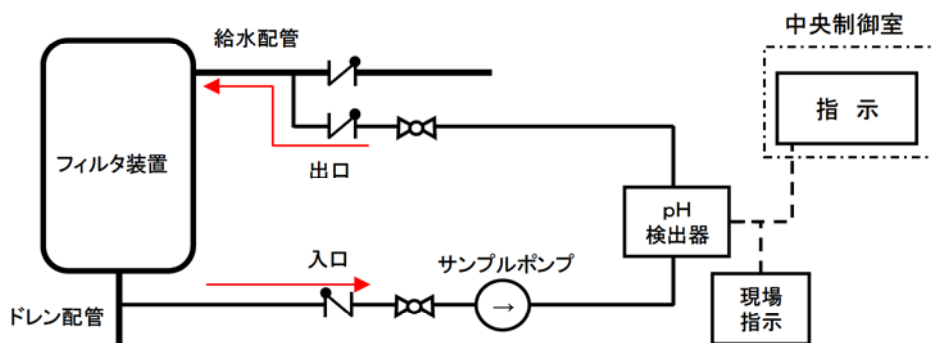 給水配管
中央制御室
指 示
フィルタ装置
出口
pH
検出器
入口
サンプルポンプ
→
ドレン配管
現場
指示